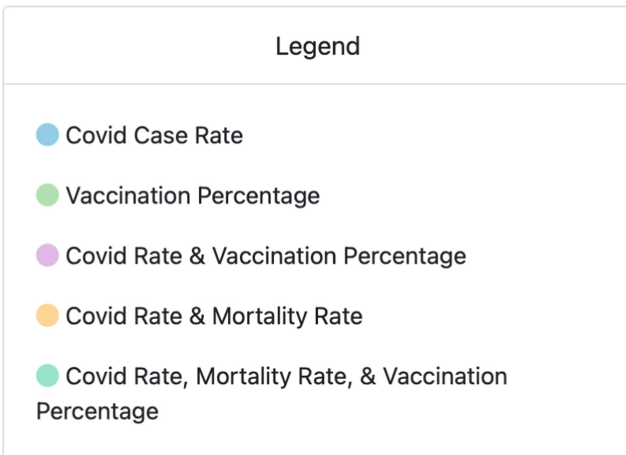 Legend
Covid Case Rate
Vaccination Percentage
Covid Rate & Vaccination Percentage
Covid Rate & Mortality Rate
Covid Rate, Mortality Rate, & Vaccination
Percentage